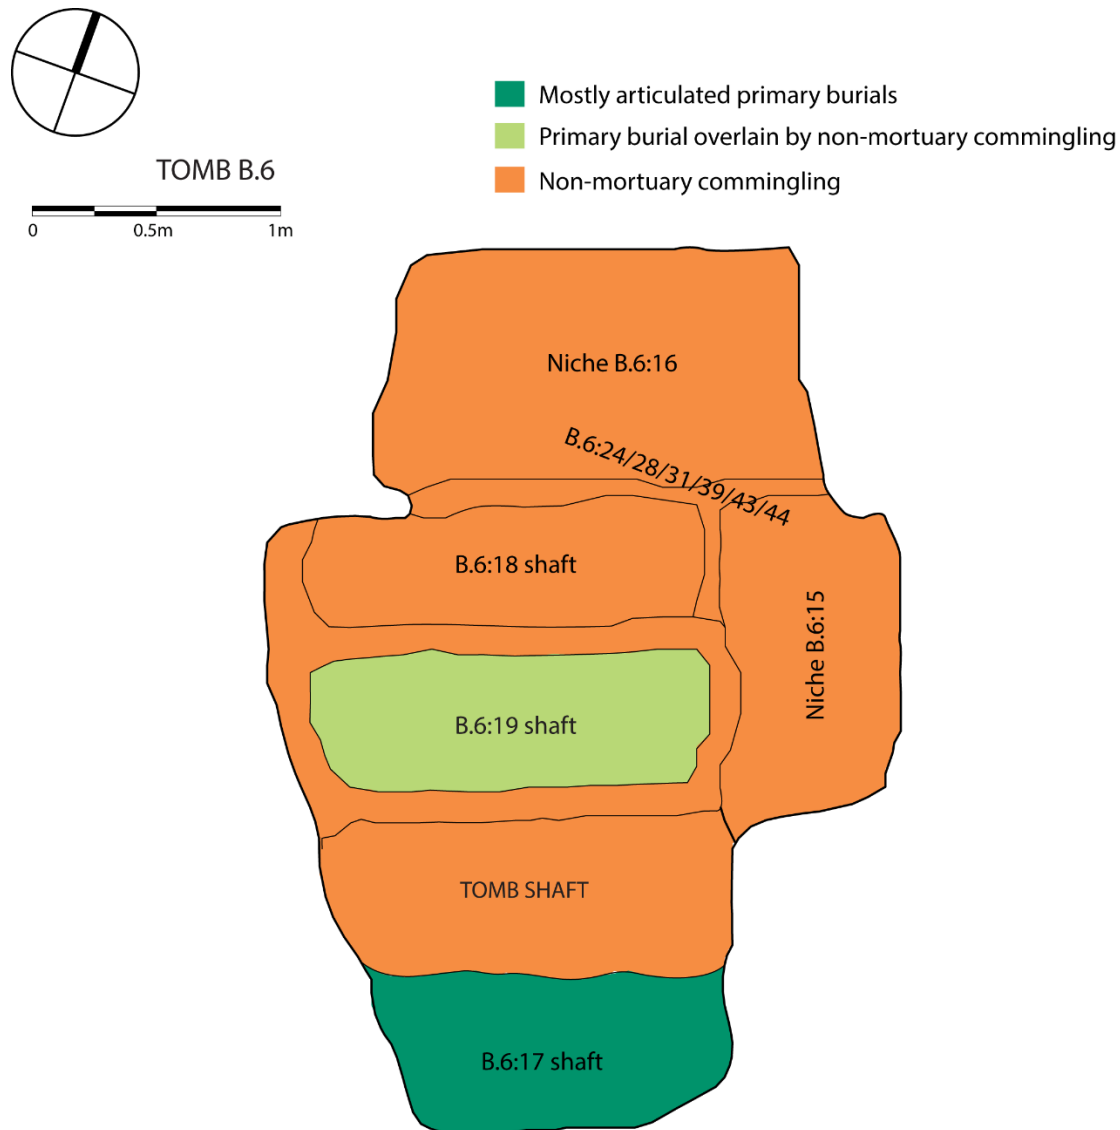 Mostly articulated primary burials
Primary burial overlain by non-mortuary commingling
Non-mortuary commingling
TOMB B.6
0 0.5m 1m
Niche B.6:16
B.6:24/28/31/39/43/44
B.6:18 shaft
Niche B.6:15
B.6:19 shaft
TOMB SHAFT
B.6:17 shaft